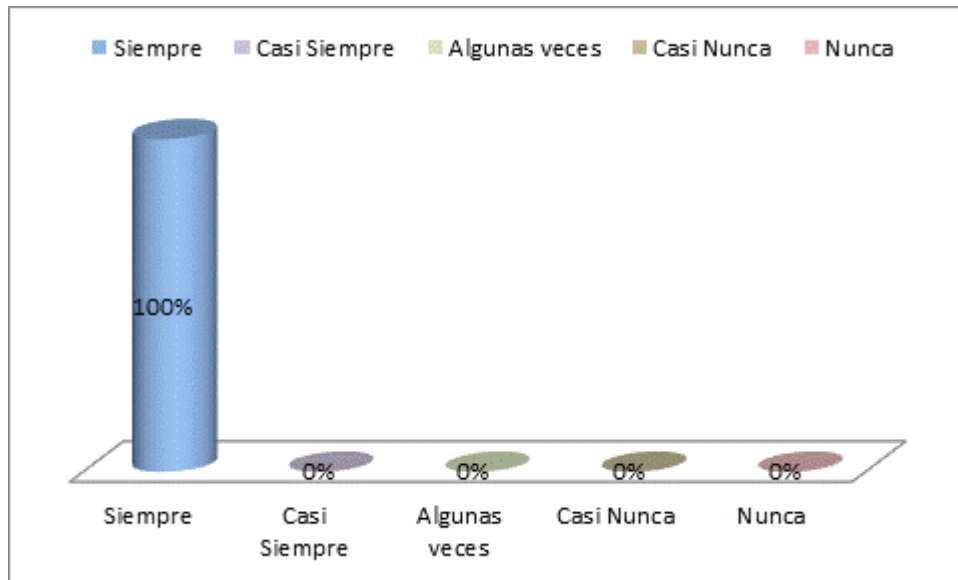 Siempre Casi Siempre Algunas veces Casi Nunca Nunca
100%
0% 0% 0% 0%
Siempre Casi Siempre Algunas veces Casi Nunca Nunca